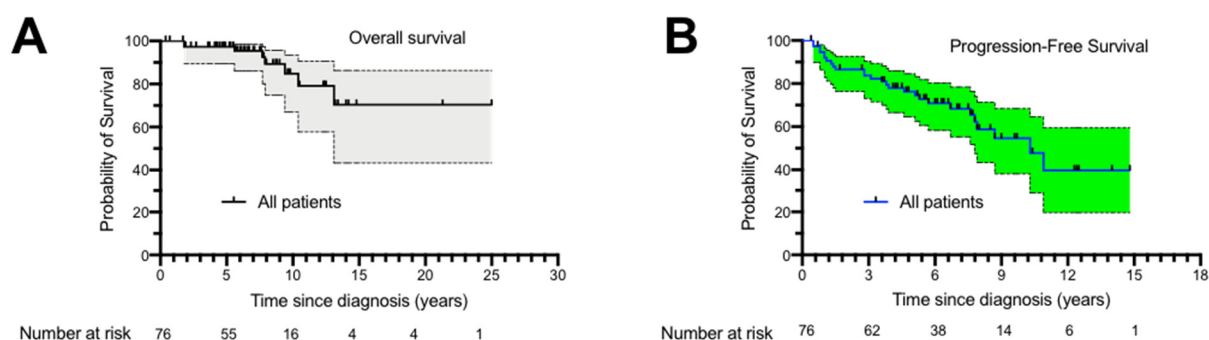 A
Overall survival
100
80
60
40
20
0
Probability of Survival
All patients
0 5 10 15 20 25 30
Time since diagnosis (years)
Number at risk 76 55 16 4 4 1
B
Progression-Free Survival
100
80
60
40
20
0
Probability of Survival
All patients
0 3 6 9 12 15 18
Time since diagnosis (years)
Number at risk 76 62 38 14 6 1